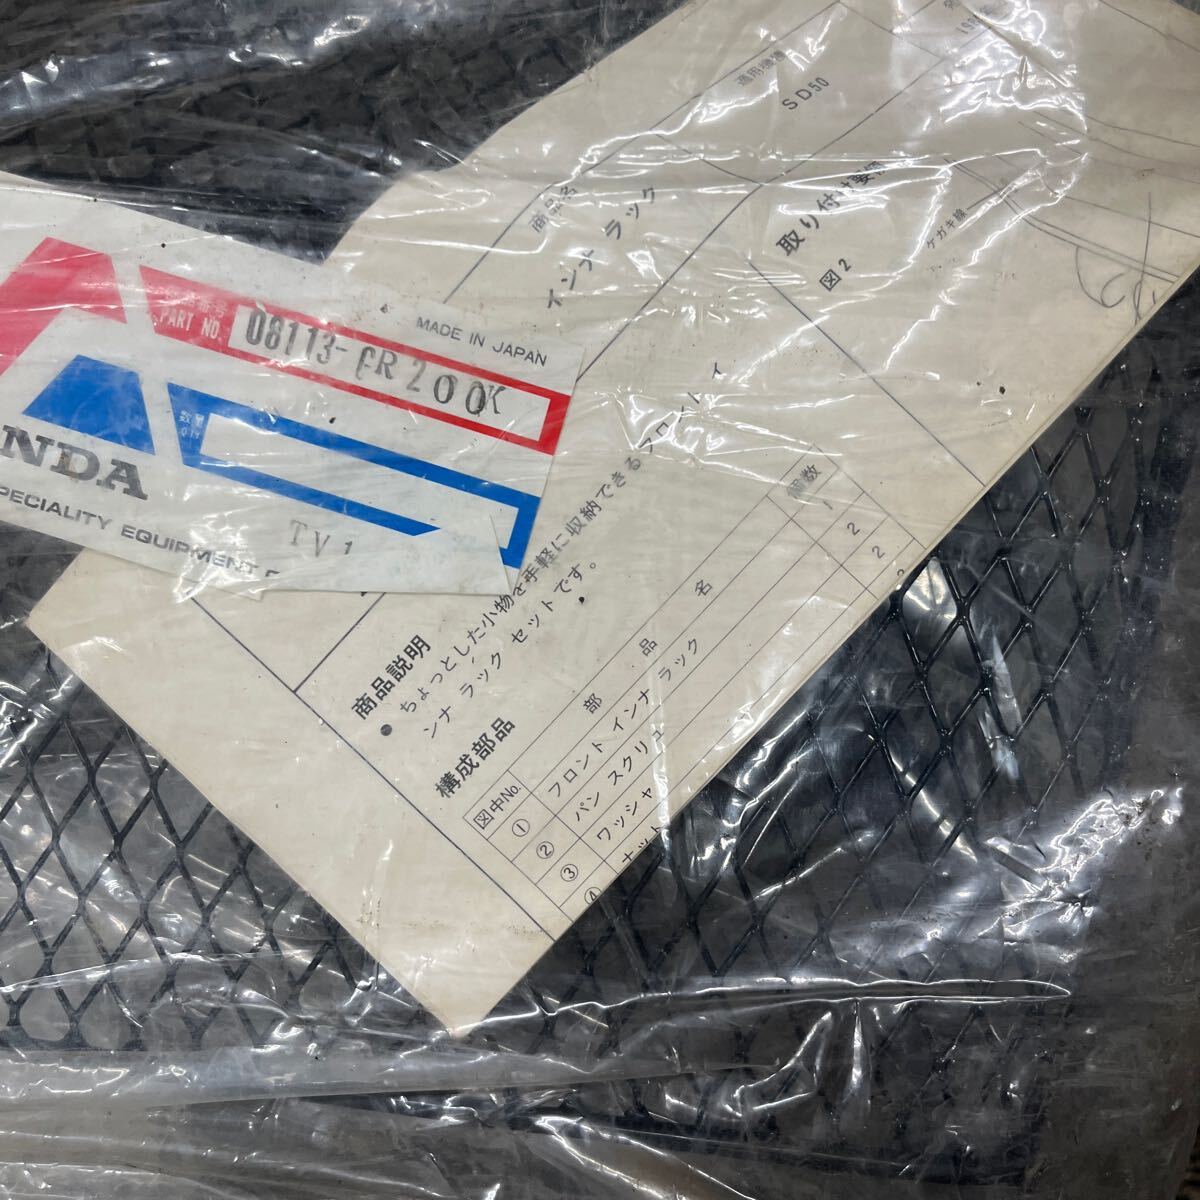 部品番号
PART NO.
08113-GR200K
MADE IN JAPAN
数量
NDA
PECIALITY EQUIPMENT
TV1
商品名
インナ ラック
適用機種
SD50
取り付け要領
図2
ケガキ線
商品説明
● ちょっとした小物を手軽に収納できるフロントイ
ンナ ラック セットです。
構成部品
図中No. 部 品 名 個数
① フロント インナ ラック 1
② パン スクリュ 2
③ ワッシャ 2
④ ナット